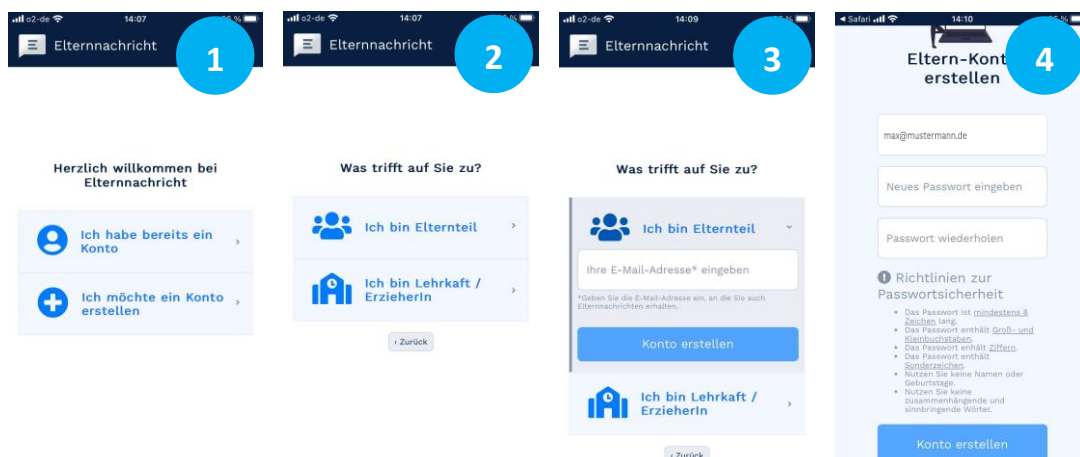 o2-de 14:07
Elternnachricht
1
Herzlich willkommen bei
Elternnachricht
Ich habe bereits ein
Konto
Ich möchte ein Konto
erstellen
o2-de 14:07 %
Elternnachricht
2
Was trifft auf Sie zu?
Ich bin Elternteil
Ich bin Lehrkaft /
ErzieherIn
‹ Zurück
o2-de 14:09
Elternnachricht
3
Was trifft auf Sie zu?
Ich bin Elternteil
Ihre E-Mail-Adresse* eingeben
*Geben Sie die E-Mail-Adresse ein, an die Sie auch
Elternnachrichten erhalten.
Konto erstellen
Ich bin Lehrkaft /
ErzieherIn
‹ Zurück
Safari 14:10
4
Eltern-Kont
erstellen
max@mustermann.de
Neues Passwort eingeben
Passwort wiederholen
Richtlinien zur
Passwortsicherheit
• Das Passwort ist mindestens 8
Zeichen lang.
• Das Passwort enthält Groß- und
Kleinbuchstaben.
• Das Passwort enhält Ziffern.
• Das Passwort enthält
Sonderzeichen.
• Nutzen Sie keine Namen oder
Geburtstage.
• Nutzen Sie keine
zusammenhängende und
sinnbringende Wörter.
Konto erstellen